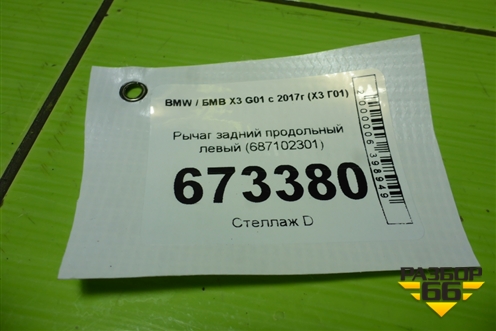 BMW / БМВ X3 G01 с 2017г (X3 Г01)
Рычаг задний продольный
левый (687102301)
673380
Стеллаж D
2000006398949
РАЗБОР
66